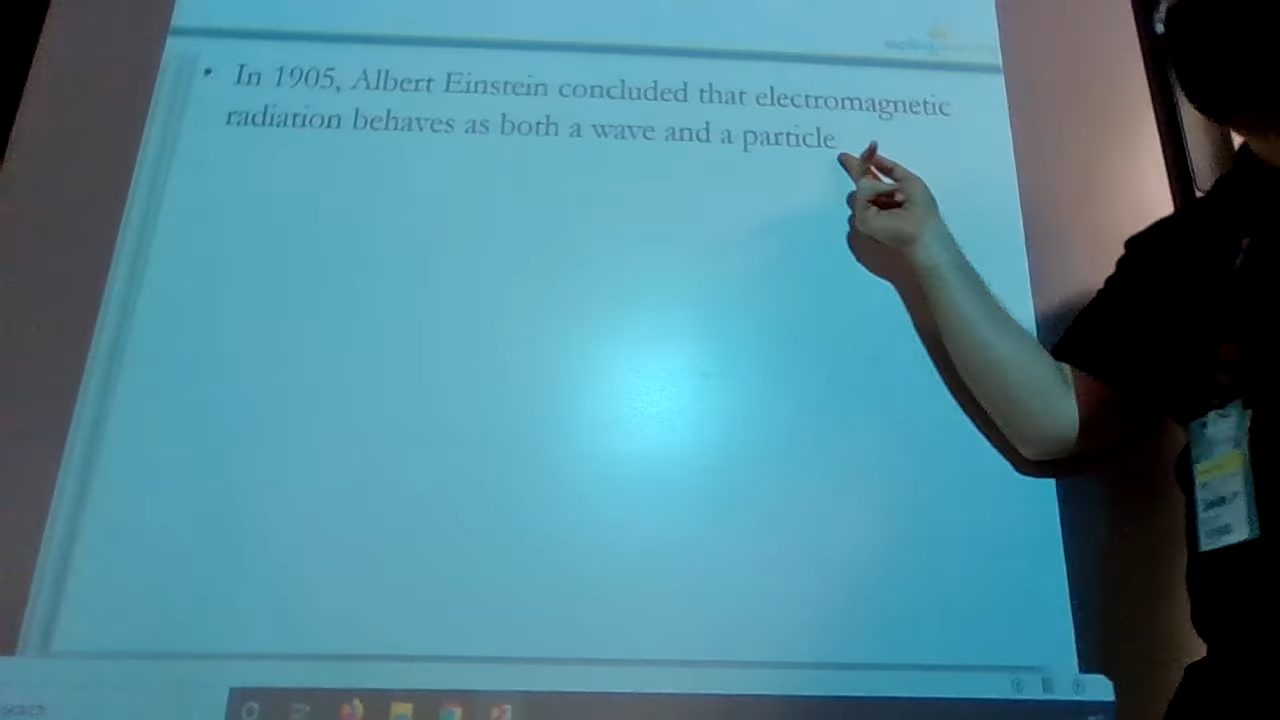 • In 1905, Albert Einstein concluded that electromagnetic
radiation behaves as both a wave and a particle